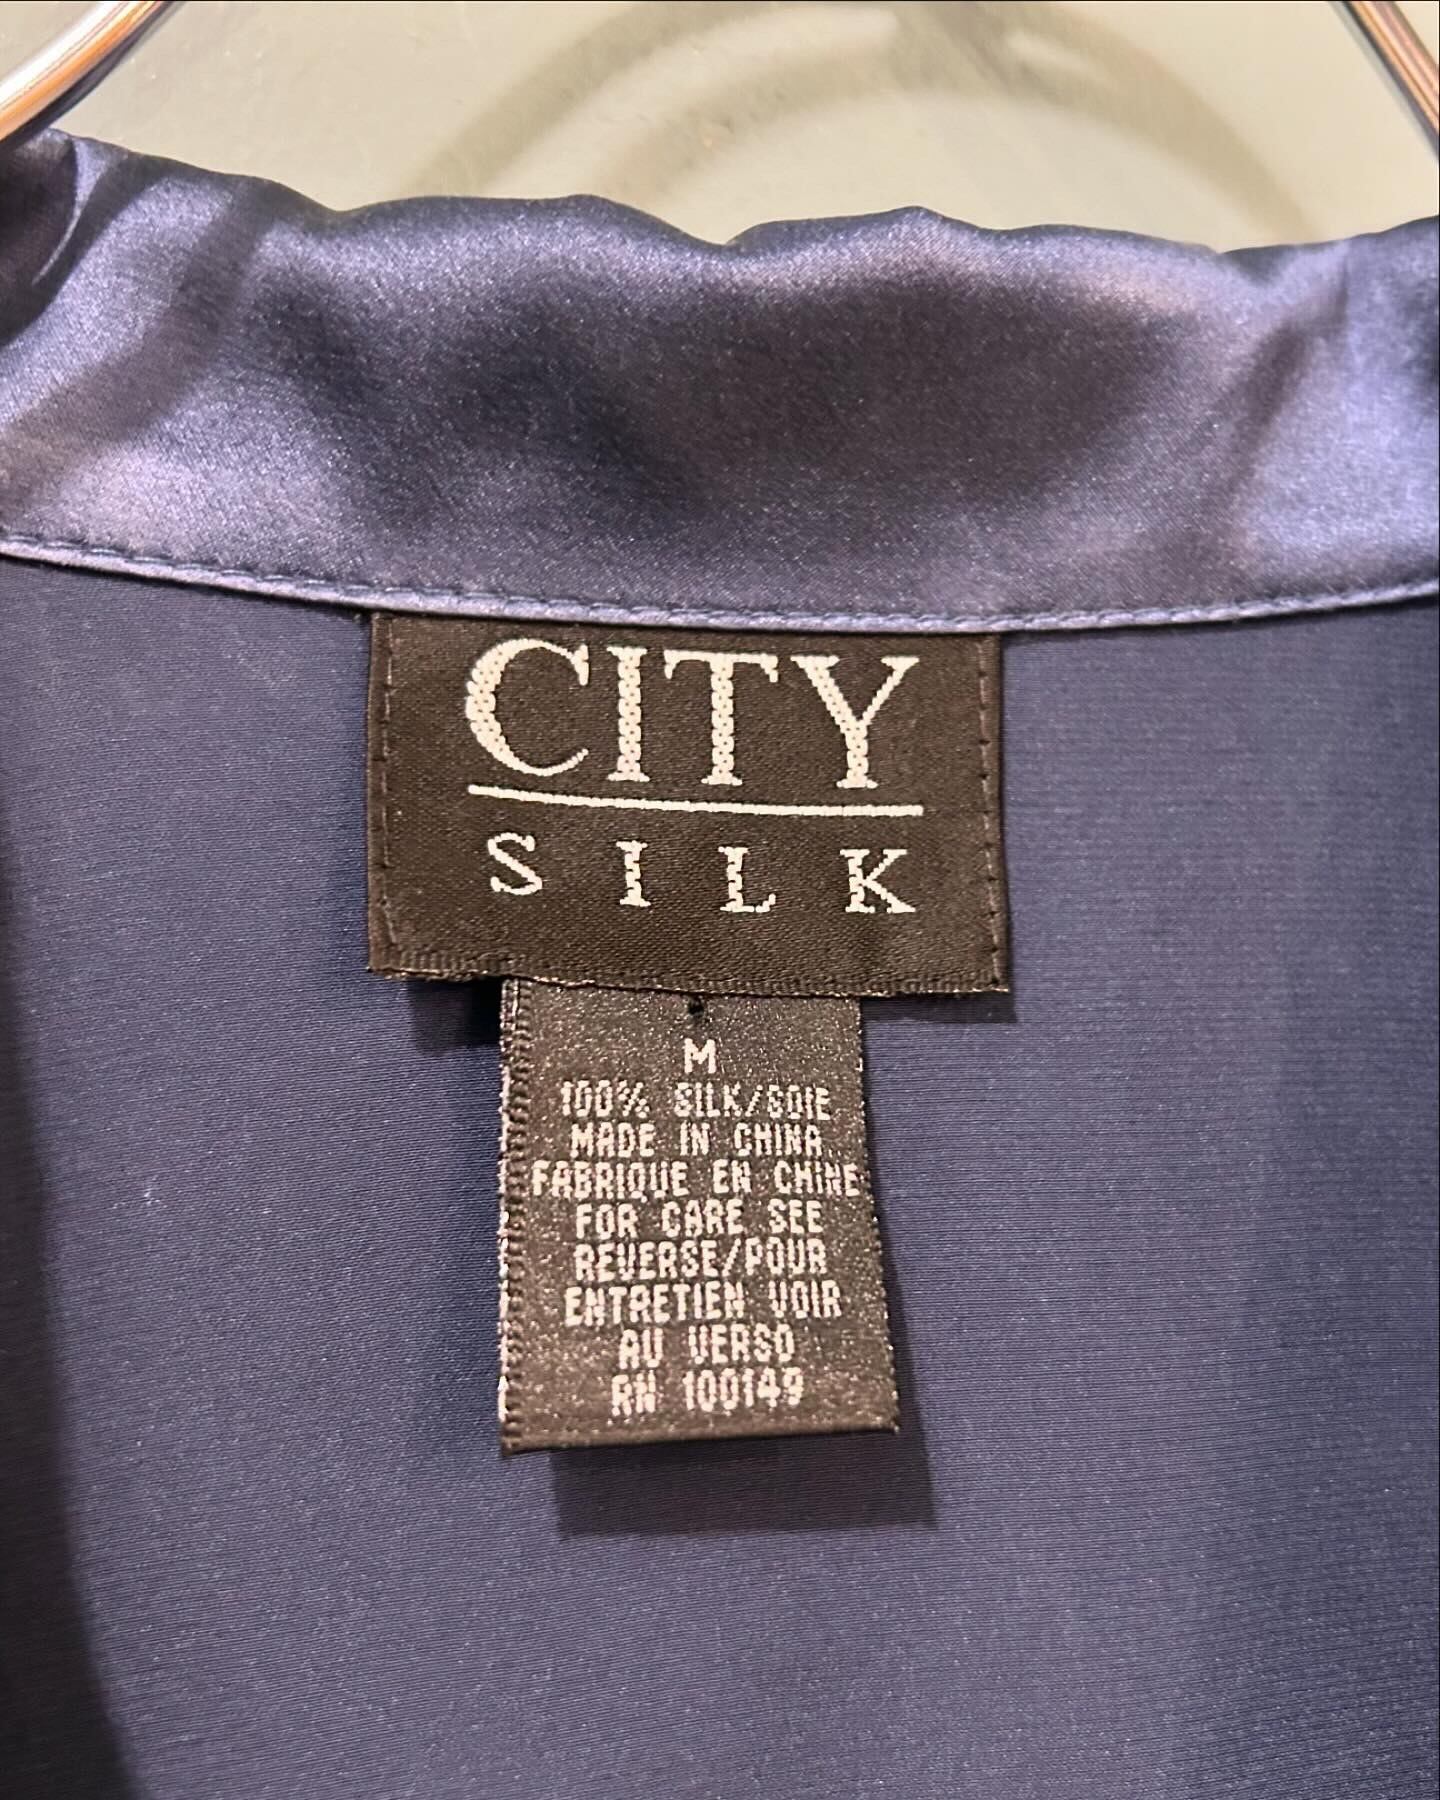 CITY
SILK
M
100% SILK/SOIE
MADE IN CHINA
FABRIQUE EN CHINE
FOR CARE SEE
REVERSE/POUR
ENTRETIEN VOIR
AU VERSO
RN 100149